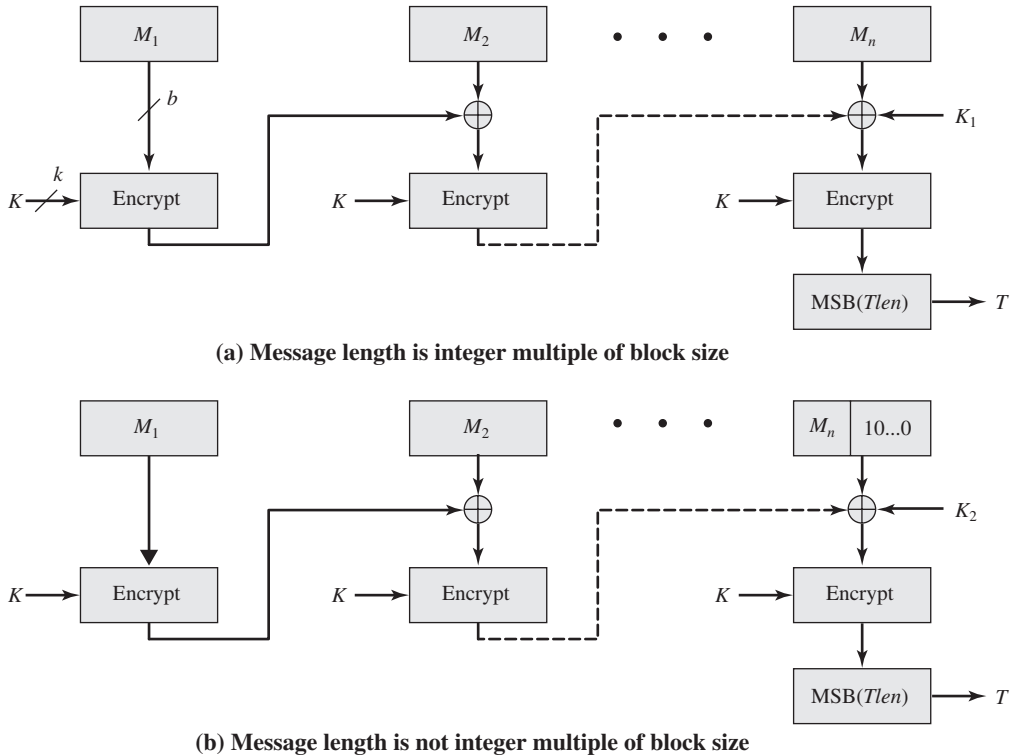 M1 M2 • • • Mn
b
K1
k
K Encrypt K Encrypt K Encrypt
MSB(Tlen) T
(a) Message length is integer multiple of block size
M1 M2 • • • Mn 10...0
K2
K Encrypt K Encrypt K Encrypt
MSB(Tlen) T
(b) Message length is not integer multiple of block size